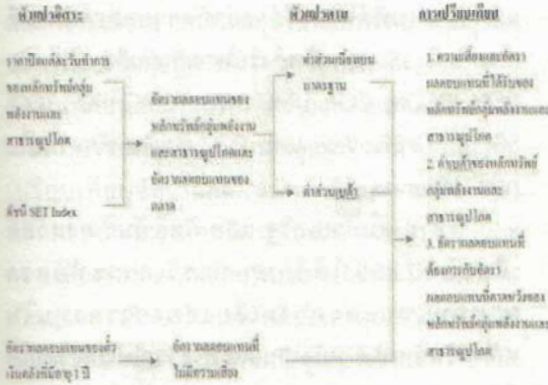 ตัวแปรอิสระ
ราคาปิดแต่ละวันทำการ
ของหลักทรัพย์กลุ่ม
พลังงานและ
สาธารณูปโภค
ดัชนี SET Index
อัตราผลตอบแทนของตั๋ว
เงินคลังที่มีอายุ 1 ปี
อัตราผลตอบแทนของ
หลักทรัพย์กลุ่มพลังงาน
และสาธารณูปโภคและ
อัตราผลตอบแทนของ
ตลาด
อัตราผลตอบแทนที่
ไม่มีความเสี่ยง
ตัวแปรตาม
ค่าส่วนเบี่ยงเบน
มาตรฐาน
ค่าสัมเบต้า
การเปรียบเทียบ
1. ความเสี่ยงและอัตรา
ผลตอบแทนที่ได้รับของ
หลักทรัพย์กลุ่มพลังงานและ
สาธารณูปโภค
2. ค่าเบต้าของหลักทรัพย์
กลุ่มพลังงานและ
สาธารณูปโภค
3. อัตราผลตอบแทนที่
ต้องการกับอัตรา
ผลตอบแทนที่คาดหวังของ
หลักทรัพย์กลุ่มพลังงานและ
สาธารณูปโภค